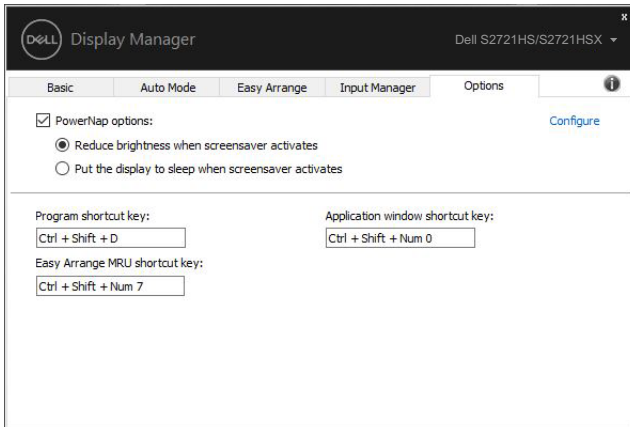 x
DELL Display Manager
Dell S2721HS/S2721HSX
Basic Auto Mode Easy Arrange Input Manager Options i
PowerNap options: Configure
Reduce brightness when screensaver activates
Put the display to sleep when screensaver activates
Program shortcut key: Application window shortcut key:
Ctrl + Shift + D Ctrl + Shift + Num 0
Easy Arrange MRU shortcut key:
Ctrl + Shift + Num 7